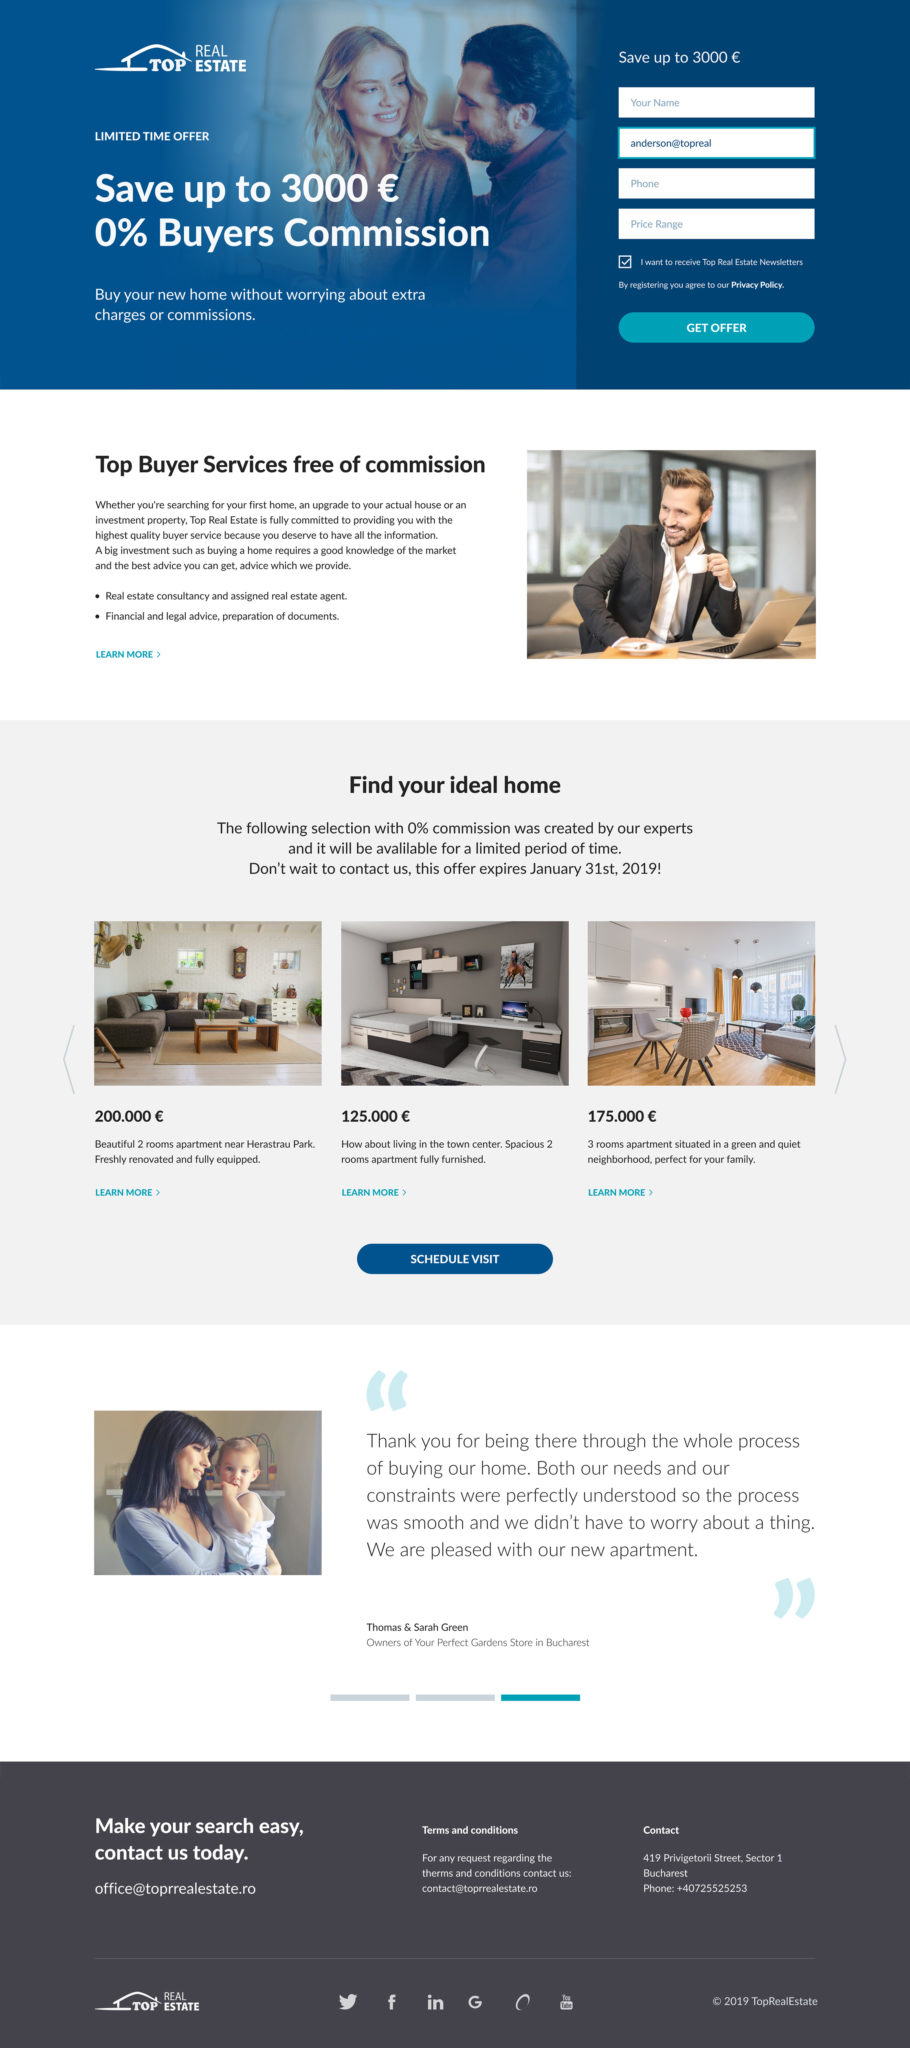 TOP REAL ESTATE
LIMITED TIME OFFER
Save up to 3000 €
0% Buyers Commission
Buy your new home without worrying about extra
charges or commissions.
Save up to 3000 €
Your Name
anderson@topreal
Phone
Price Range
I want to receive Top Real Estate Newsletters
By registering you agree to our Privacy Policy.
GET OFFER
Top Buyer Services free of commission
Whether you're searching for your first home, an upgrade to your actual house or an
investment property, Top Real Estate is fully committed to providing you with the
highest quality buyer service because you deserve to have all the information.
A big investment such as buying a home requires a good knowledge of the market
and the best advice you can get, advice which we provide.
• Real estate consultancy and assigned real estate agent.
• Financial and legal advice, preparation of documents.
LEARN MORE >
Find your ideal home
The following selection with 0% commission was created by our experts
and it will be avalilable for a limited period of time.
Don't wait to contact us, this offer expires January 31st, 2019!
200.000 €
Beautiful 2 rooms apartment near Herastrau Park.
Freshly renovated and fully equipped.
LEARN MORE >
125.000 €
How about living in the town center. Spacious 2
rooms apartment fully furnished.
LEARN MORE >
175.000 €
3 rooms apartment situated in a green and quiet
neighborhood, perfect for your family.
LEARN MORE >
SCHEDULE VISIT
“
Thank you for being there through the whole process
of buying our home. Both our needs and our
constraints were perfectly understood so the process
was smooth and we didn't have to worry about a thing.
We are pleased with our new apartment.
”
Thomas & Sarah Green
Owners of Your Perfect Gardens Store in Bucharest
Make your search easy,
contact us today.
office@toprrealestate.ro
Terms and conditions
For any request regarding the
therms and conditions contact us:
contact@toprrealestate.ro
Contact
419 Privigetorii Street, Sector 1
Bucharest
Phone: +40725525253
TOP REAL ESTATE
You Tube
© 2019 TopRealEstate